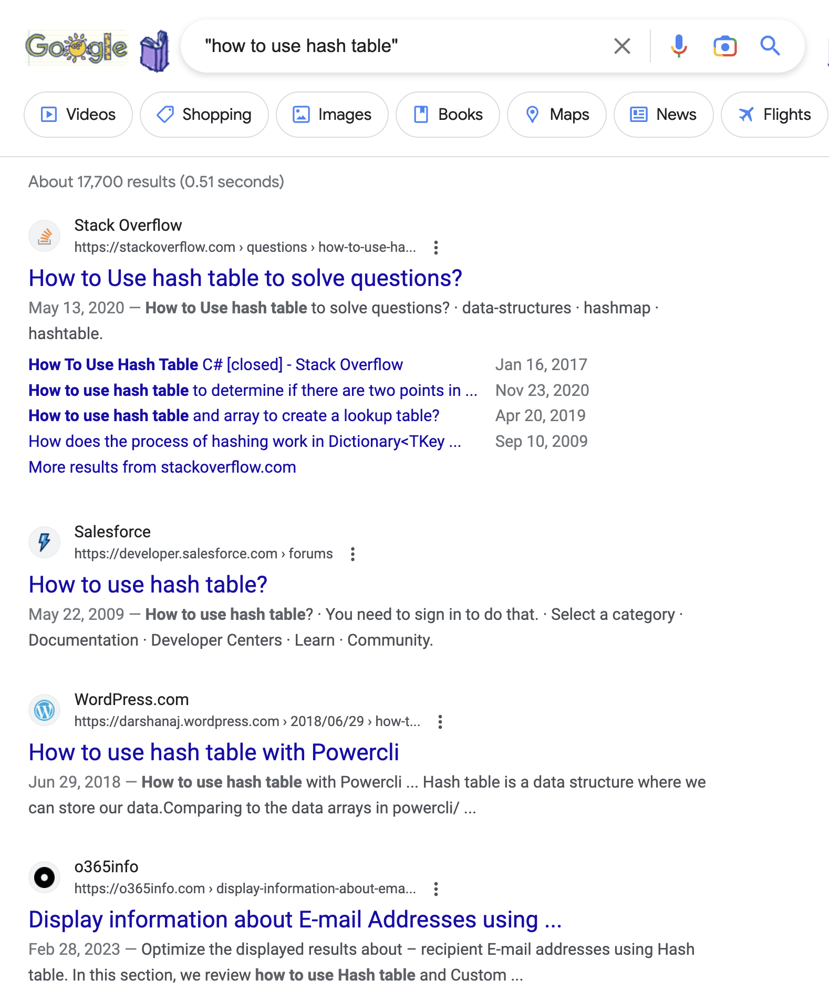 Google
"how to use hash table"
Videos Shopping Images Books Maps News Flights
About 17,700 results (0.51 seconds)
Stack Overflow
https://stackoverflow.com › questions › how-to-use-ha...
How to Use hash table to solve questions?
May 13, 2020 — How to Use hash table to solve questions? · data-structures · hashmap ·
hashtable.
How To Use Hash Table C# [closed] - Stack Overflow Jan 16, 2017
How to use hash table to determine if there are two points in ... Nov 23, 2020
How to use hash table and array to create a lookup table? Apr 20, 2019
How does the process of hashing work in Dictionary<TKey ... Sep 10, 2009
More results from stackoverflow.com
Salesforce
https://developer.salesforce.com › forums
How to use hash table?
May 22, 2009 — How to use hash table? · You need to sign in to do that. · Select a category ·
Documentation · Developer Centers · Learn · Community.
WordPress.com
https://darshanaj.wordpress.com › 2018/06/29 › how-t...
How to use hash table with Powercli
Jun 29, 2018 — How to use hash table with Powercli ... Hash table is a data structure where we
can store our data.Comparing to the data arrays in powercli/ ...
o365info
https://o365info.com › display-information-about-ema...
Display information about E-mail Addresses using ...
Feb 28, 2023 — Optimize the displayed results about – recipient E-mail addresses using Hash
table. In this section, we review how to use Hash table and Custom ...